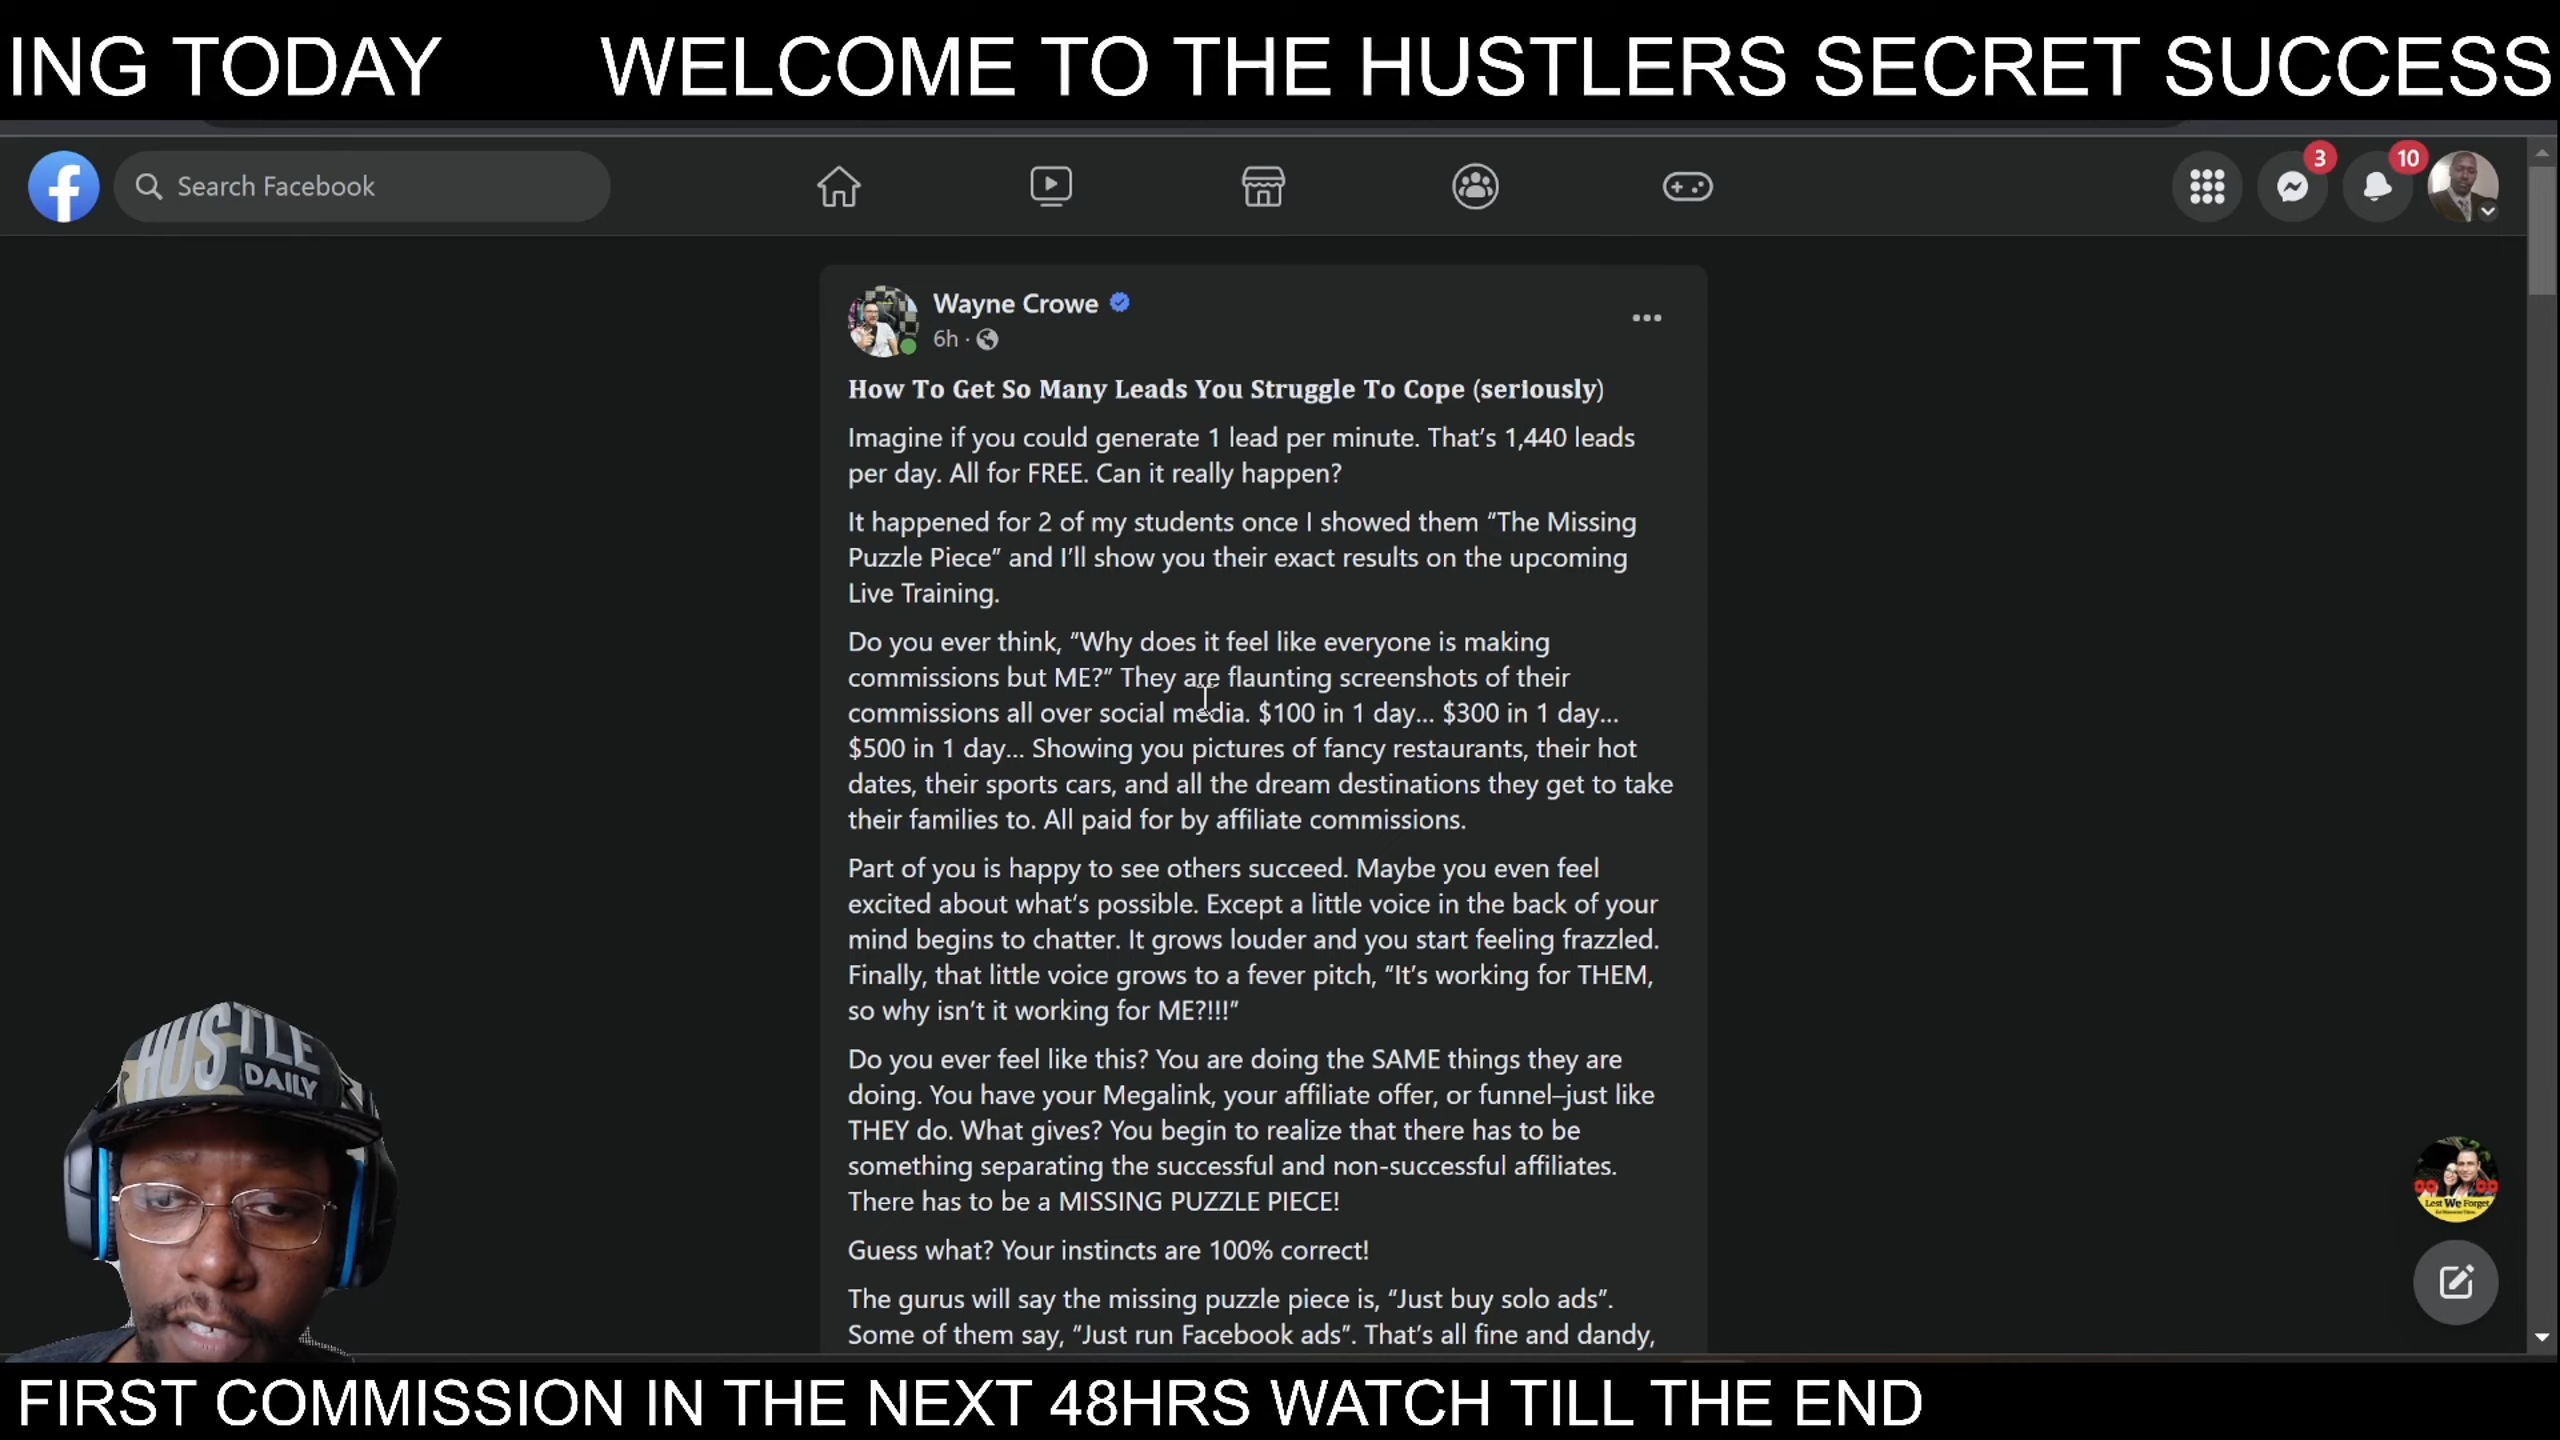 ING TODAY WELCOME TO THE HUSTLERS SECRET SUCCESS
Search Facebook
3
10
Wayne Crowe
6h ·
How To Get So Many Leads You Struggle To Cope (seriously)
Imagine if you could generate 1 lead per minute. That’s 1,440 leads
per day. All for FREE. Can it really happen?
It happened for 2 of my students once I showed them “The Missing
Puzzle Piece” and I’ll show you their exact results on the upcoming
Live Training.
Do you ever think, “Why does it feel like everyone is making
commissions but ME?” They are flaunting screenshots of their
commissions all over social media. $100 in 1 day... $300 in 1 day...
$500 in 1 day... Showing you pictures of fancy restaurants, their hot
dates, their sports cars, and all the dream destinations they get to take
their families to. All paid for by affiliate commissions.
Part of you is happy to see others succeed. Maybe you even feel
excited about what’s possible. Except a little voice in the back of your
mind begins to chatter. It grows louder and you start feeling frazzled.
Finally, that little voice grows to a fever pitch, “It’s working for THEM,
so why isn’t it working for ME?!!!”
Do you ever feel like this? You are doing the SAME things they are
doing. You have your Megalink, your affiliate offer, or funnel–just like
THEY do. What gives? You begin to realize that there has to be
something separating the successful and non-successful affiliates.
There has to be a MISSING PUZZLE PIECE!
Guess what? Your instincts are 100% correct!
The gurus will say the missing puzzle piece is, “Just buy solo ads”.
Some of them say, “Just run Facebook ads”. That’s all fine and dandy,
HUSTLE
DAILY
Lest We Forget
FIRST COMMISSION IN THE NEXT 48HRS WATCH TILL THE END